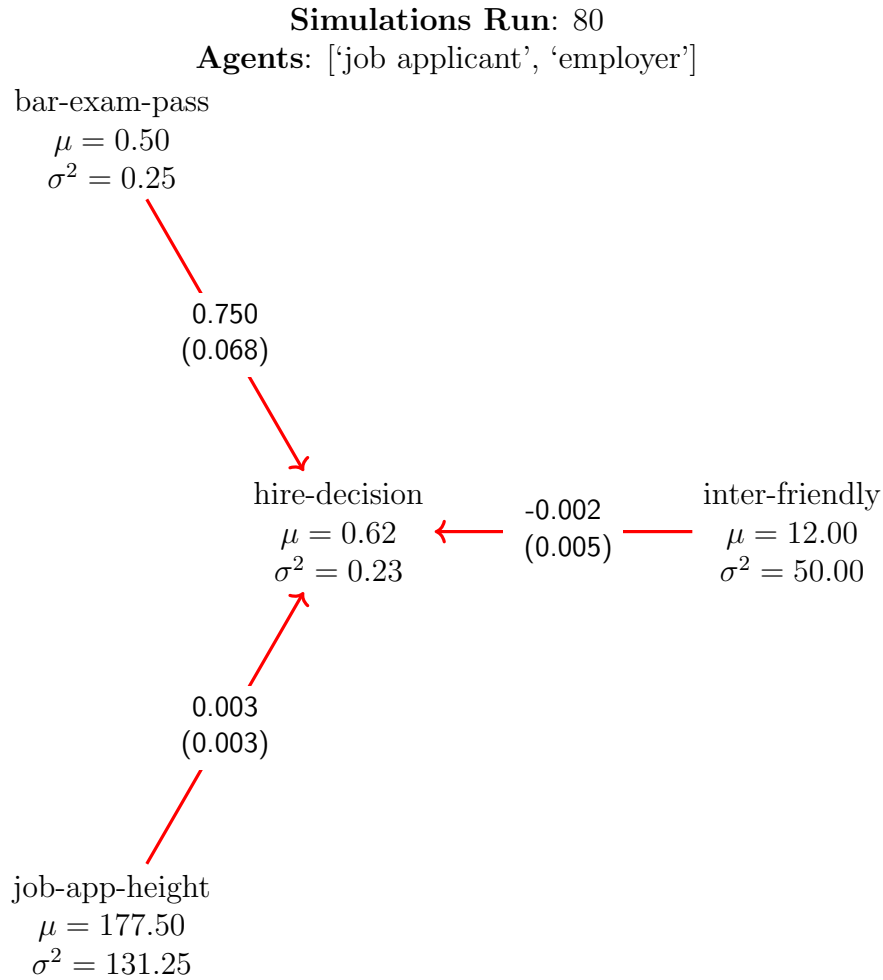 Simulations Run: 80
Agents: [‘job applicant’, ‘employer’]
bar-exam-pass
μ = 0.50
σ² = 0.25
0.750
(0.068)
hire-decision
μ = 0.62
σ² = 0.23
-0.002
(0.005)
inter-friendly
μ = 12.00
σ² = 50.00
0.003
(0.003)
job-app-height
μ = 177.50
σ² = 131.25